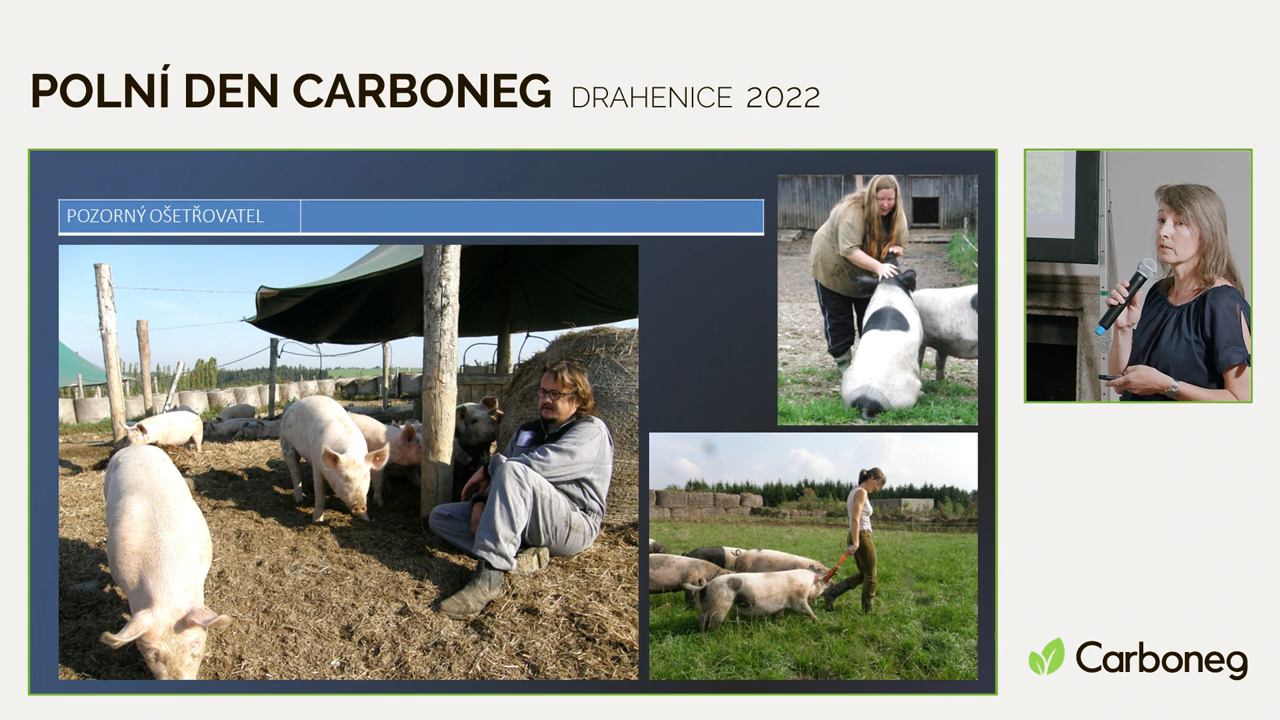 POLNÍ DEN CARBONEG DRAHENICE 2022
POZORNÝ OŠETŘOVATEL
Carboneg